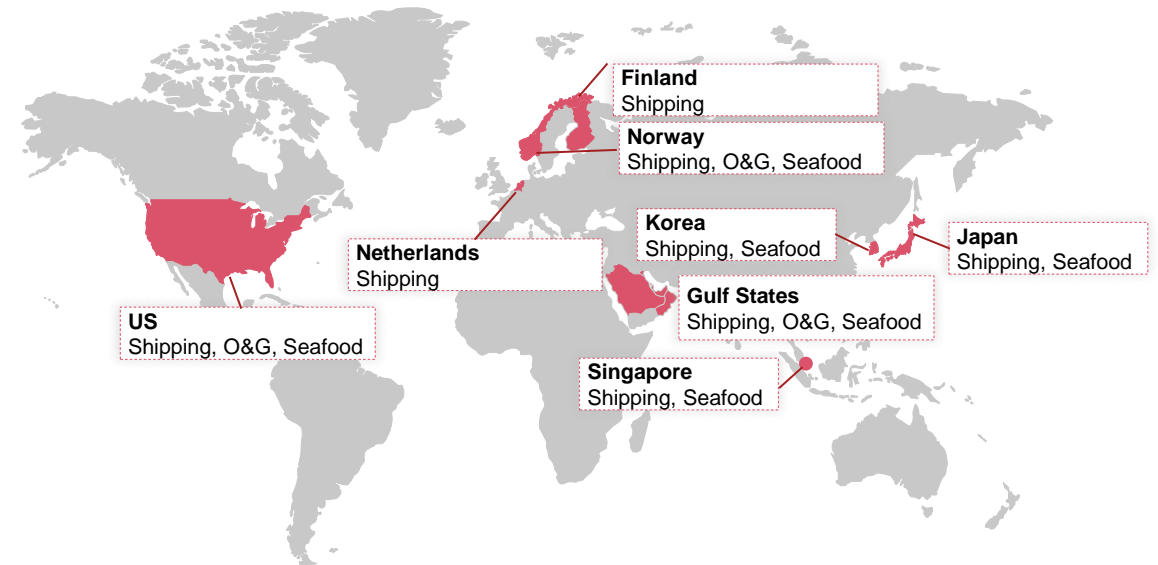 Finland
Shipping
Norway
Shipping, O&G, Seafood
Korea
Shipping, Seafood
Japan
Shipping, Seafood
Netherlands
Shipping
Gulf States
Shipping, O&G, Seafood
US
Shipping, O&G, Seafood
Singapore
Shipping, Seafood